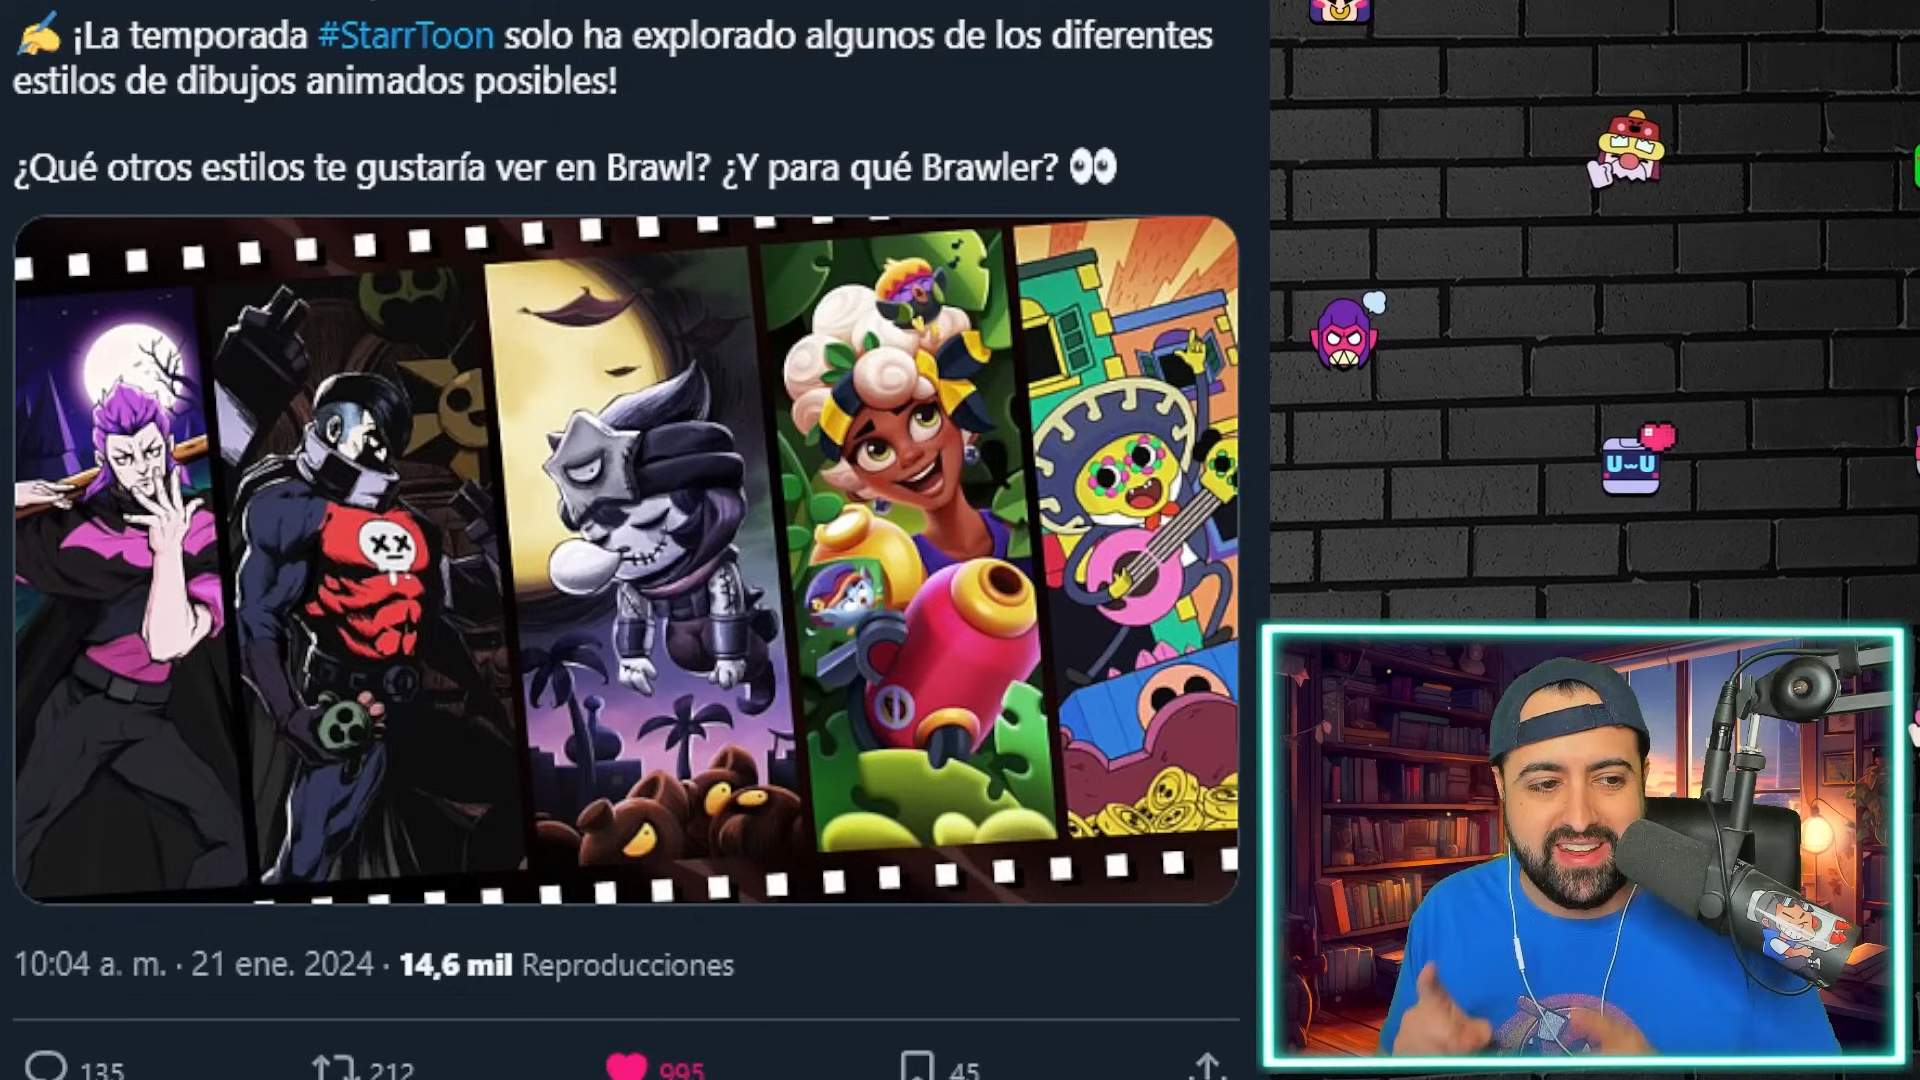 ✍️ ¡La temporada #StarrToon solo ha explorado algunos de los diferentes
estilos de dibujos animados posibles!
¿Qué otros estilos te gustaría ver en Brawl? ¿Y para qué Brawler? 👀
10:04 a. m. · 21 ene. 2024 · 14,6 mil Reproducciones
135 212 995 45
U~U